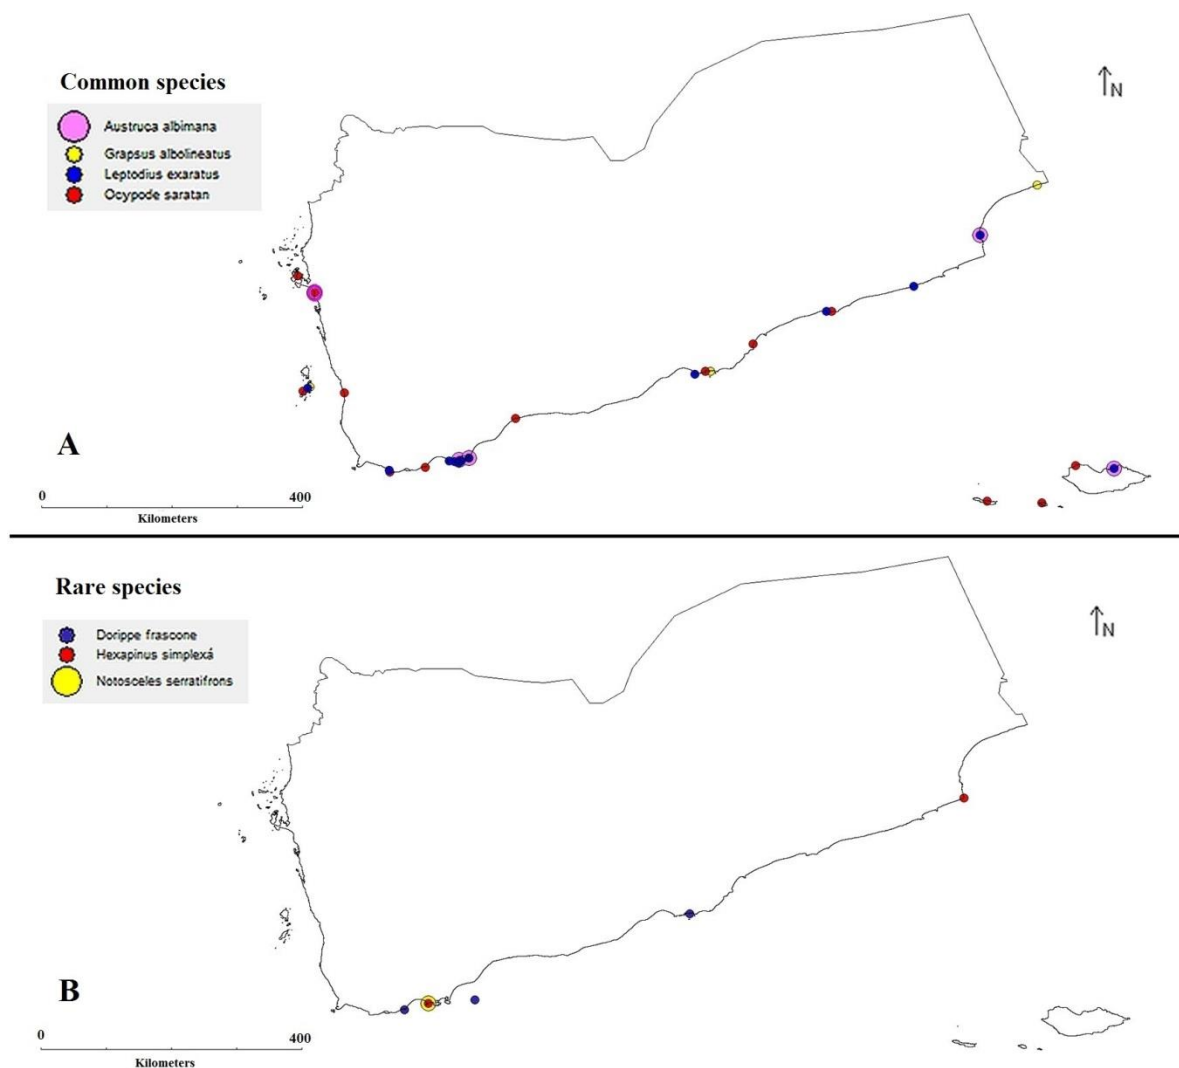 Common species
Austruca albimana
Grapsus albolineatus
Leptodius exaratus
Ocypode saratan
N
A
0
400
Kilometers
Rare species
Dorippe frascone
Hexapinus simplexá
Notosceles serratifrons
N
B
0
400
Kilometers